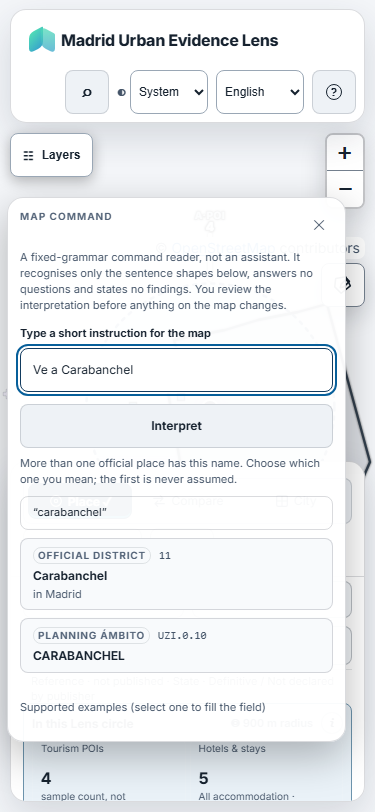 Madrid Urban Evidence Lens
System
English
Layers
+
−
MAP COMMAND
A fixed-grammar command reader, not an assistant. It
recognises only the sentence shapes below, answers no
questions and states no findings. You review the
interpretation before anything on the map changes.
Type a short instruction for the map
Ve a Carabanchel
Interpret
More than one official place has this name. Choose which
one you mean; the first is never assumed.
“carabanchel”
OFFICIAL DISTRICT 11
Carabanchel
in Madrid
PLANNING ÁMBITO UZI.0.10
CARABANCHEL
Supported examples (select one to fill the field)
In this Lens circle
Tourism POIs
Hotels & stays
4
5
sample count, not
All accommodation ·